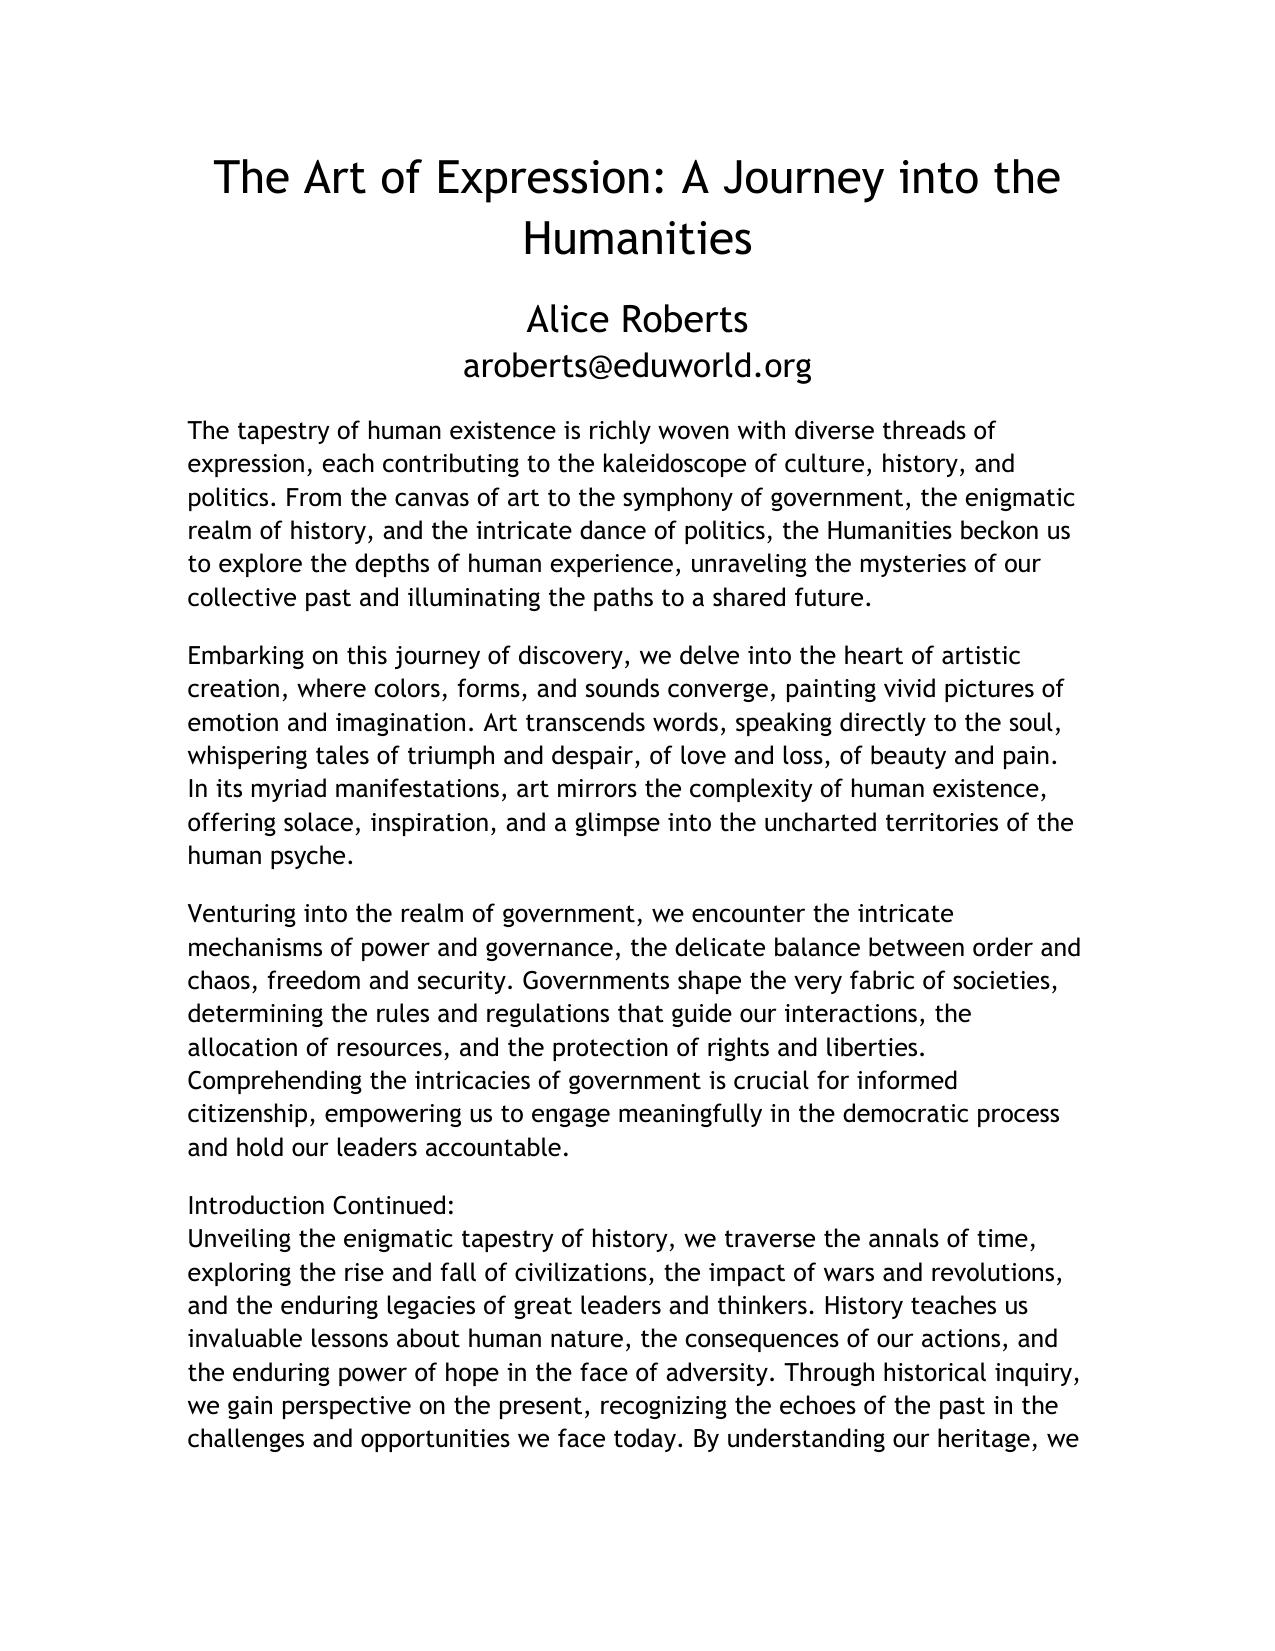 The Art of Expression: A Journey into the
Humanities
Alice Roberts
aroberts@eduworld.org
The tapestry of human existence is richly woven with diverse threads of
expression, each contributing to the kaleidoscope of culture, history, and
politics. From the canvas of art to the symphony of government, the enigmatic
realm of history, and the intricate dance of politics, the Humanities beckon us
to explore the depths of human experience, unraveling the mysteries of our
collective past and illuminating the paths to a shared future.
Embarking on this journey of discovery, we delve into the heart of artistic
creation, where colors, forms, and sounds converge, painting vivid pictures of
emotion and imagination. Art transcends words, speaking directly to the soul,
whispering tales of triumph and despair, of love and loss, of beauty and pain.
In its myriad manifestations, art mirrors the complexity of human existence,
offering solace, inspiration, and a glimpse into the uncharted territories of the
human psyche.
Venturing into the realm of government, we encounter the intricate
mechanisms of power and governance, the delicate balance between order and
chaos, freedom and security. Governments shape the very fabric of societies,
determining the rules and regulations that guide our interactions, the
allocation of resources, and the protection of rights and liberties.
Comprehending the intricacies of government is crucial for informed
citizenship, empowering us to engage meaningfully in the democratic process
and hold our leaders accountable.
Introduction Continued:
Unveiling the enigmatic tapestry of history, we traverse the annals of time,
exploring the rise and fall of civilizations, the impact of wars and revolutions,
and the enduring legacies of great leaders and thinkers. History teaches us
invaluable lessons about human nature, the consequences of our actions, and
the enduring power of hope in the face of adversity. Through historical inquiry,
we gain perspective on the present, recognizing the echoes of the past in the
challenges and opportunities we face today. By understanding our heritage, we